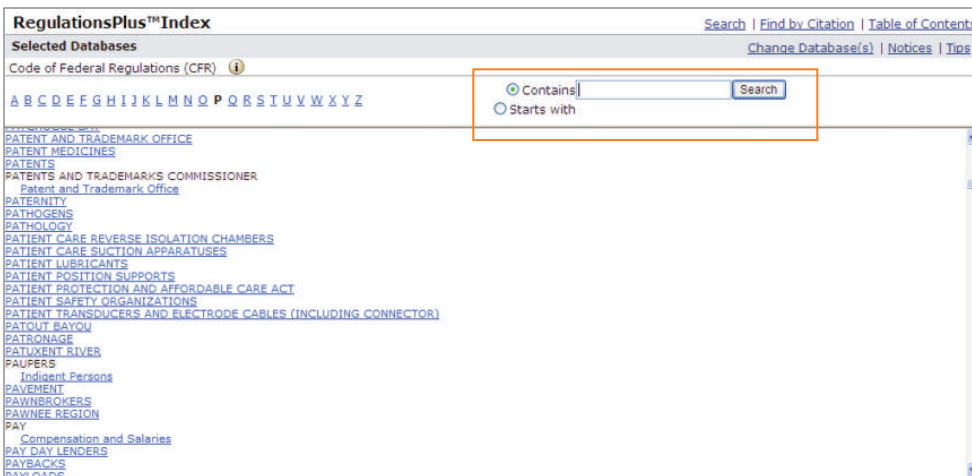 RegulationsPlus™Index
Search | Find by Citation | Table of Contents
Selected Databases
Change Database(s) | Notices | Tips
Code of Federal Regulations (CFR) i
A B C D E F G H I J K L M N O P Q R S T U V W X Y Z
Contains Search
Starts with
PATENT AND TRADEMARK OFFICE
PATENT MEDICINES
PATENTS
PATENTS AND TRADEMARKS COMMISSIONER
Patent and Trademark Office
PATERNITY
PATHOGENS
PATHOLOGY
PATIENT CARE REVERSE ISOLATION CHAMBERS
PATIENT CARE SUCTION APPARATUSES
PATIENT LUBRICANTS
PATIENT POSITION SUPPORTS
PATIENT PROTECTION AND AFFORDABLE CARE ACT
PATIENT SAFETY ORGANIZATIONS
PATIENT TRANSDUCERS AND ELECTRODE CABLES (INCLUDING CONNECTOR)
PATOUT BAYOU
PATRONAGE
PATUXENT RIVER
PAUPERS
Indigent Persons
PAVEMENT
PAWNBROKERS
PAWNEE REGION
PAY
Compensation and Salaries
PAY DAY LENDERS
PAYBACKS
PAYLOADS